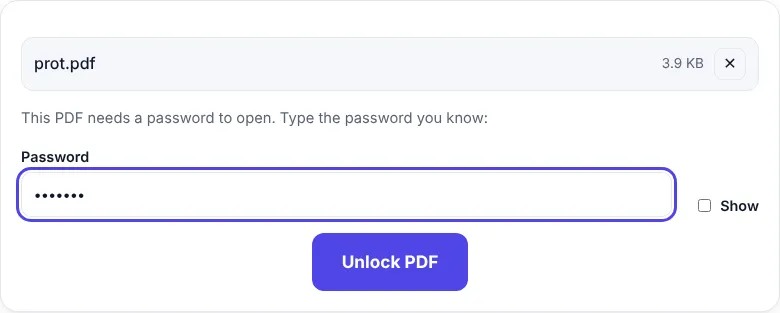 prot.pdf 3.9 KB ✕
This PDF needs a password to open. Type the password you know:
Password
•••••••
Show
Unlock PDF